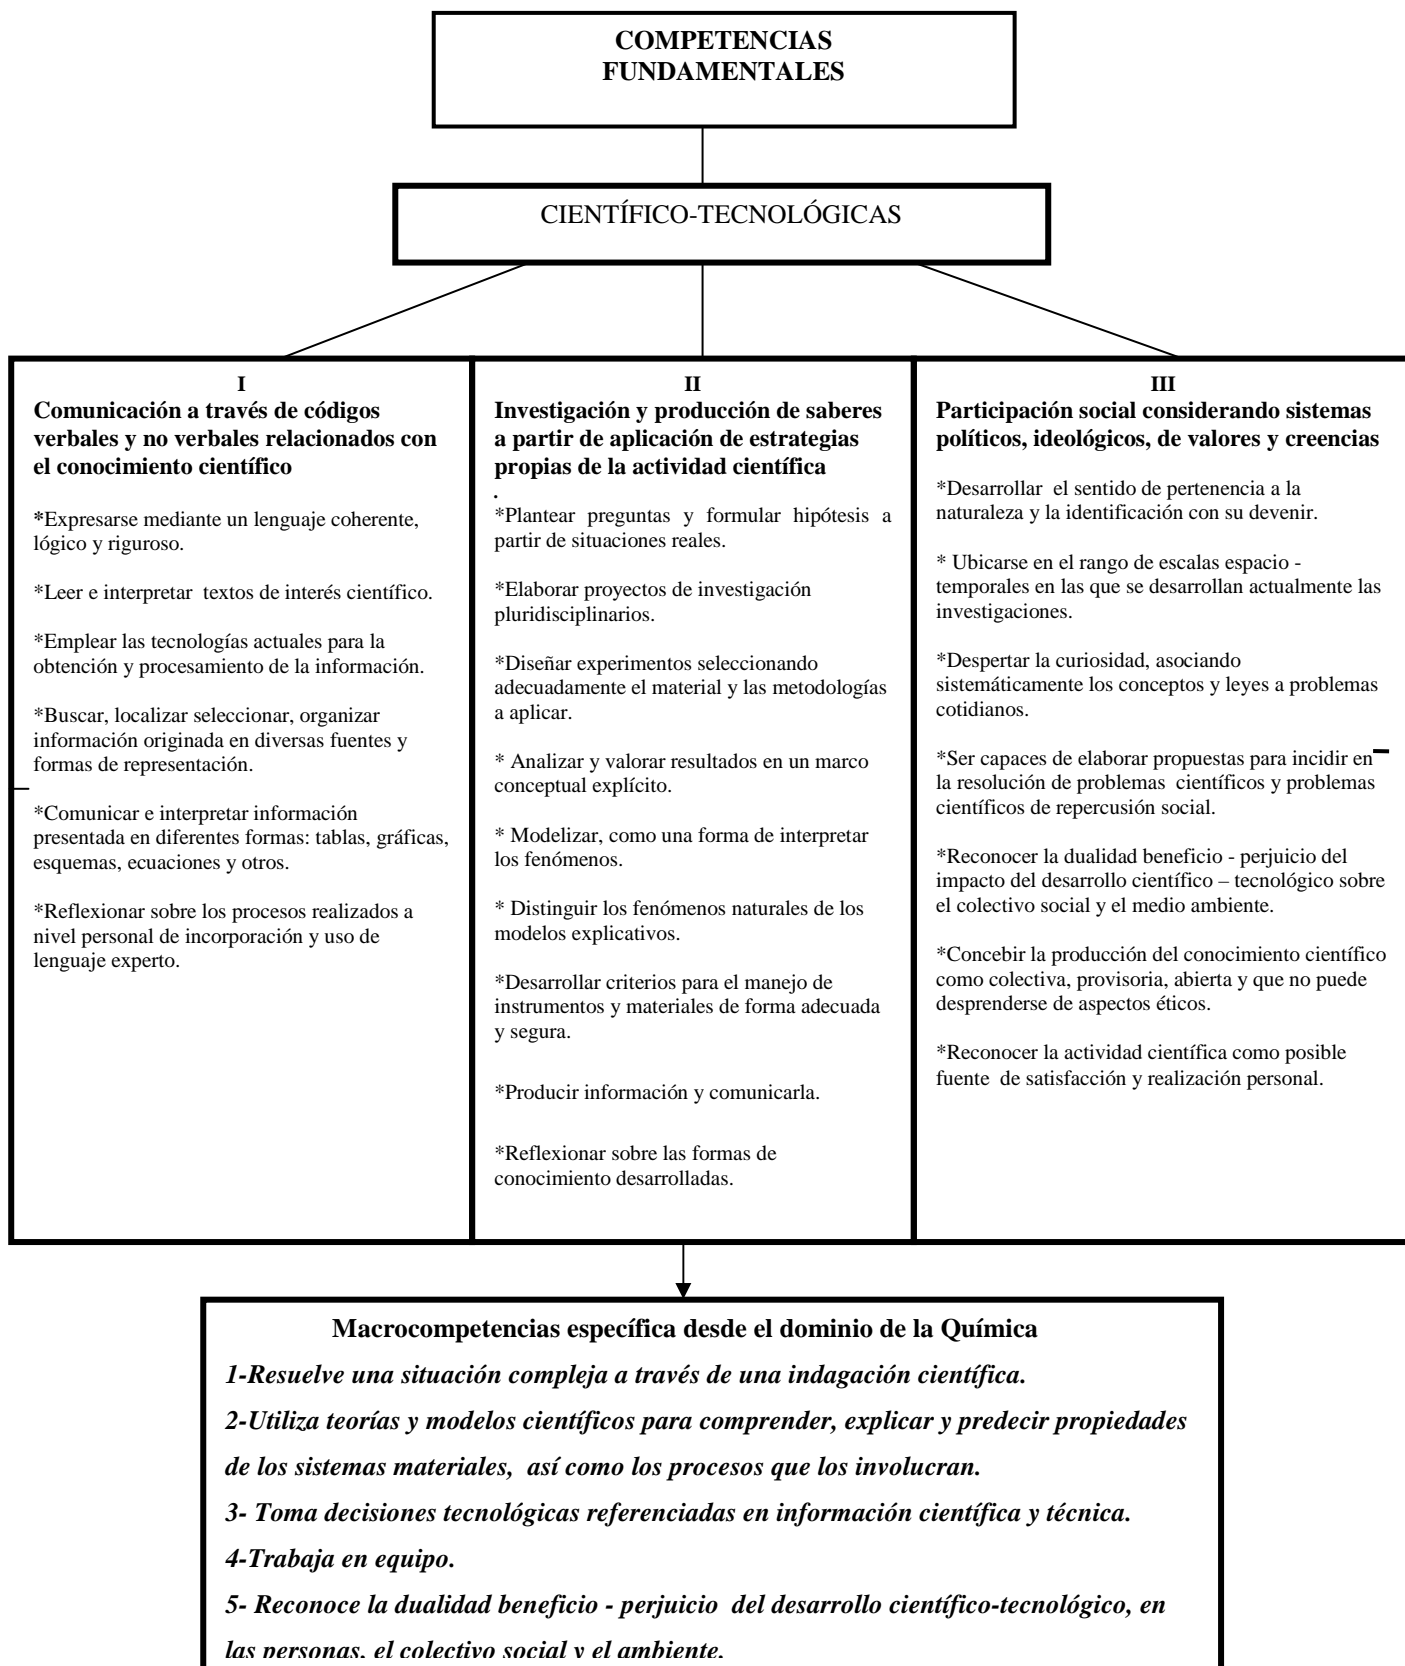 COMPETENCIAS
FUNDAMENTALES
CIENTÍFICO-TECNOLÓGICAS
I
Comunicación a través de códigos
verbales y no verbales relacionados con
el conocimiento científico
*Expresarse mediante un lenguaje coherente,
lógico y riguroso.
*Leer e interpretar textos de interés científico.
*Emplear las tecnologías actuales para la
obtención y procesamiento de la información.
*Buscar, localizar seleccionar, organizar
información originada en diversas fuentes y
formas de representación.
*Comunicar e interpretar información
presentada en diferentes formas: tablas, gráficas,
esquemas, ecuaciones y otros.
*Reflexionar sobre los procesos realizados a
nivel personal de incorporación y uso de
lenguaje experto.
II
Investigación y producción de saberes
a partir de aplicación de estrategias
propias de la actividad científica
.
*Plantear preguntas y formular hipótesis a
partir de situaciones reales.
*Elaborar proyectos de investigación
pluridisciplinarios.
*Diseñar experimentos seleccionando
adecuadamente el material y las metodologías
a aplicar.
* Analizar y valorar resultados en un marco
conceptual explícito.
* Modelizar, como una forma de interpretar
los fenómenos.
* Distinguir los fenómenos naturales de los
modelos explicativos.
*Desarrollar criterios para el manejo de
instrumentos y materiales de forma adecuada
y segura.
*Producir información y comunicarla.
*Reflexionar sobre las formas de
conocimiento desarrolladas.
III
Participación social considerando sistemas
políticos, ideológicos, de valores y creencias
*Desarrollar el sentido de pertenencia a la
naturaleza y la identificación con su devenir.
* Ubicarse en el rango de escalas espacio -
temporales en las que se desarrollan actualmente las
investigaciones.
*Despertar la curiosidad, asociando
sistemáticamente los conceptos y leyes a problemas
cotidianos.
*Ser capaces de elaborar propuestas para incidir en
la resolución de problemas científicos y problemas
científicos de repercusión social.
*Reconocer la dualidad beneficio - perjuicio del
impacto del desarrollo científico – tecnológico sobre
el colectivo social y el medio ambiente.
*Concebir la producción del conocimiento científico
como colectiva, provisoria, abierta y que no puede
desprenderse de aspectos éticos.
*Reconocer la actividad científica como posible
fuente de satisfacción y realización personal.
Macrocompetencias específica desde el dominio de la Química
1-Resuelve una situación compleja a través de una indagación científica.
2-Utiliza teorías y modelos científicos para comprender, explicar y predecir propiedades
de los sistemas materiales, así como los procesos que los involucran.
3- Toma decisiones tecnológicas referenciadas en información científica y técnica.
4-Trabaja en equipo.
5- Reconoce la dualidad beneficio - perjuicio del desarrollo científico-tecnológico, en
las personas, el colectivo social y el ambiente.